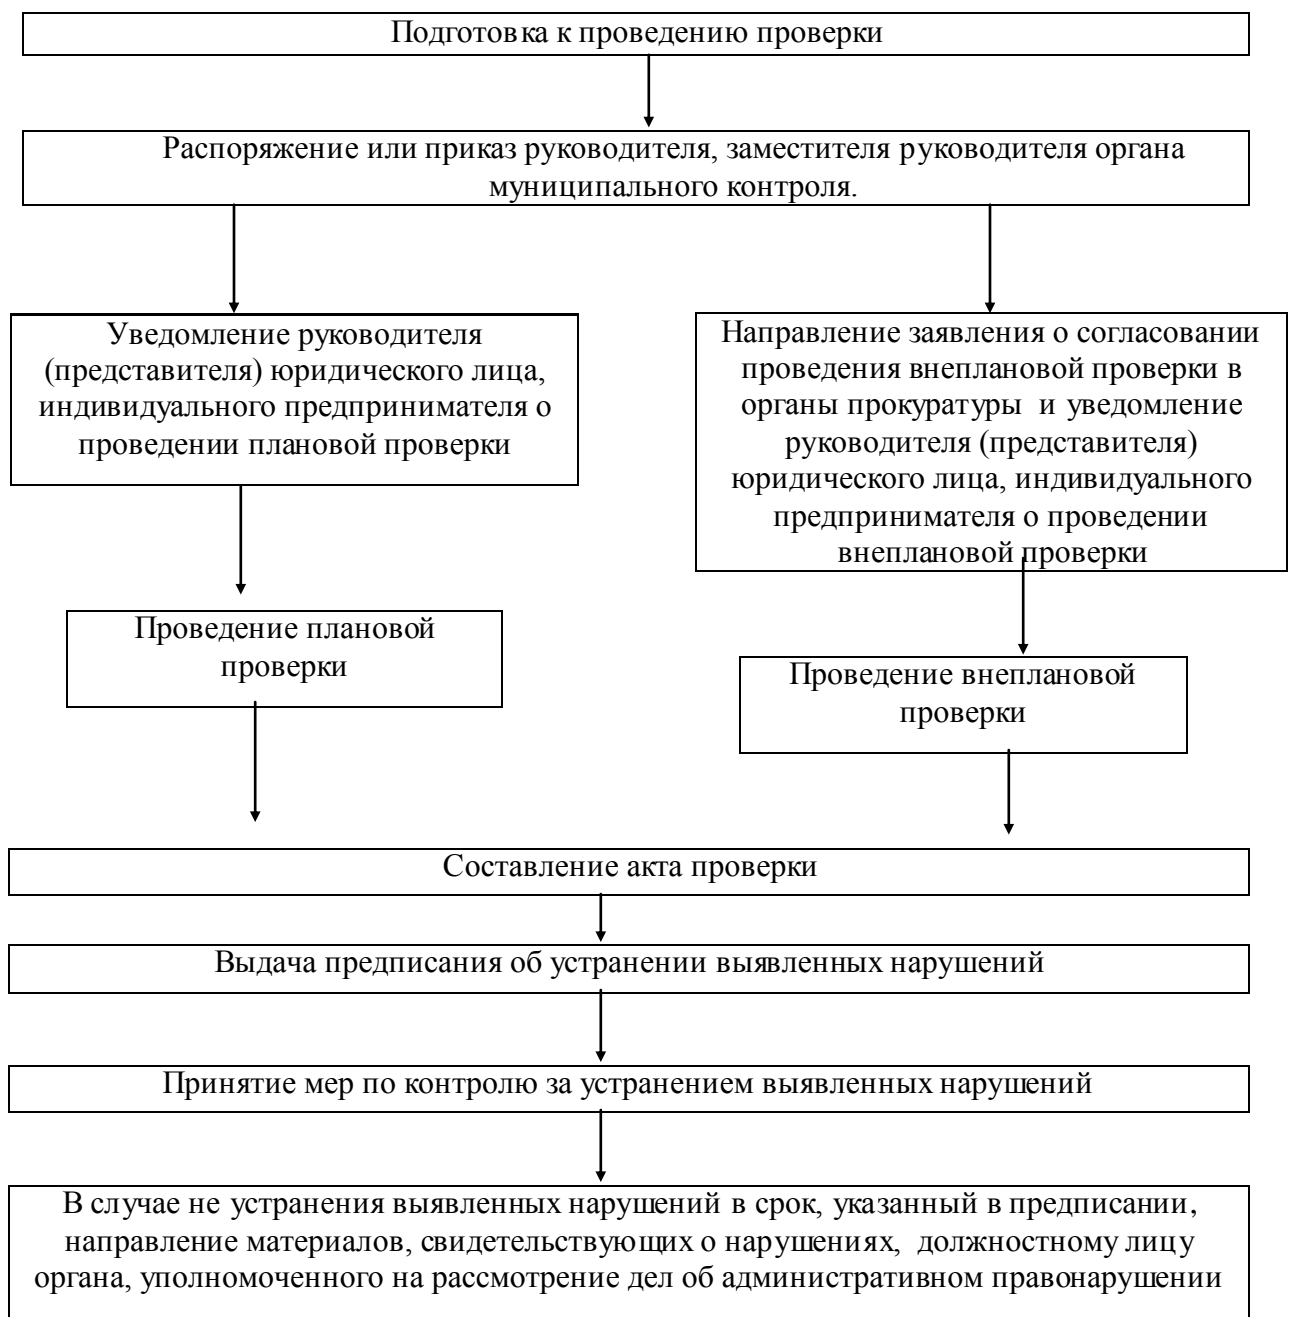 Подготовка к проведению проверки
Распоряжение или приказ руководителя, заместителя руководителя органа
муниципального контроля.
Уведомление руководителя
(представителя) юридического лица,
индивидуального предпринимателя о
проведении плановой проверки
Направление заявления о согласовании
проведения внеплановой проверки в
органы прокуратуры и уведомление
руководителя (представителя)
юридического лица, индивидуального
предпринимателя о проведении
внеплановой проверки
Проведение плановой
проверки
Проведение внеплановой
проверки
Составление акта проверки
Выдача предписания об устранении выявленных нарушений
Принятие мер по контролю за устранением выявленных нарушений
В случае не устранения выявленных нарушений в срок, указанный в предписании,
направление материалов, свидетельствующих о нарушениях, должностному лицу
органа, уполномоченного на рассмотрение дел об административном правонарушении